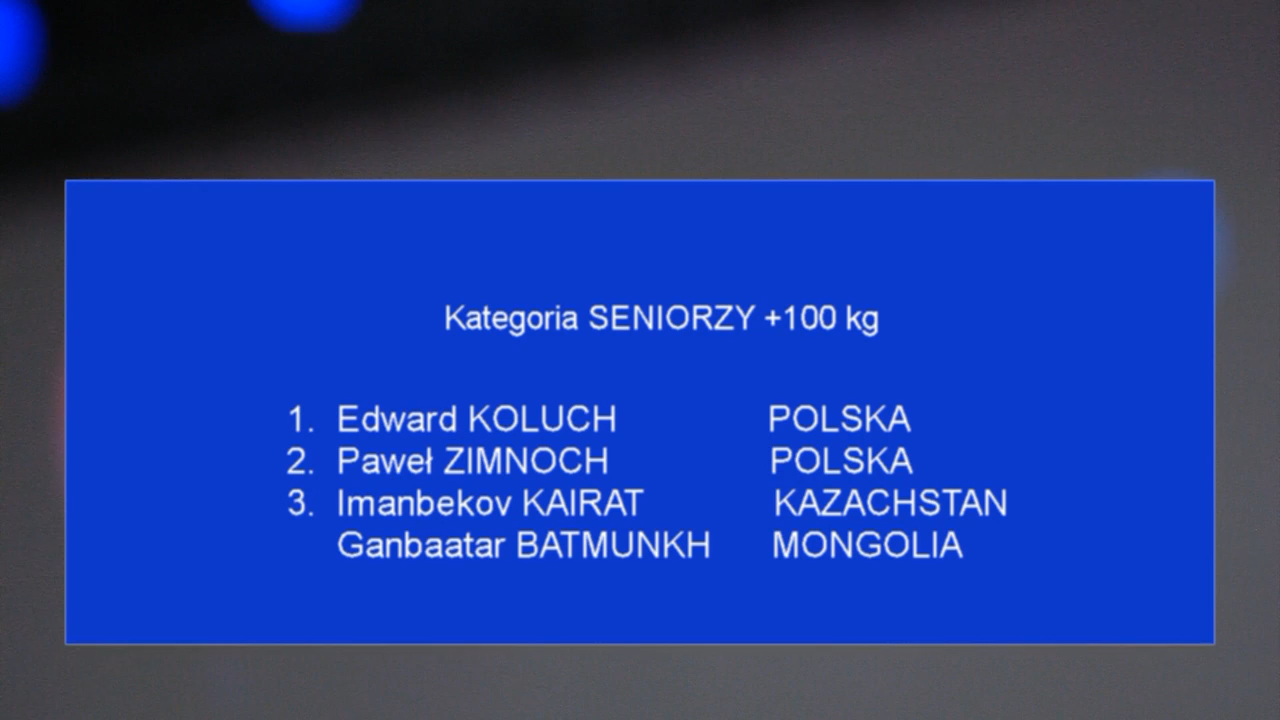 Kategoria SENIORZY +100 kg
1. Edward KOLUCH POLSKA
2. Paweł ZIMNOCH POLSKA
3. Imanbekov KAIRAT KAZACHSTAN
Ganbaatar BATMUNKH MONGOLIA